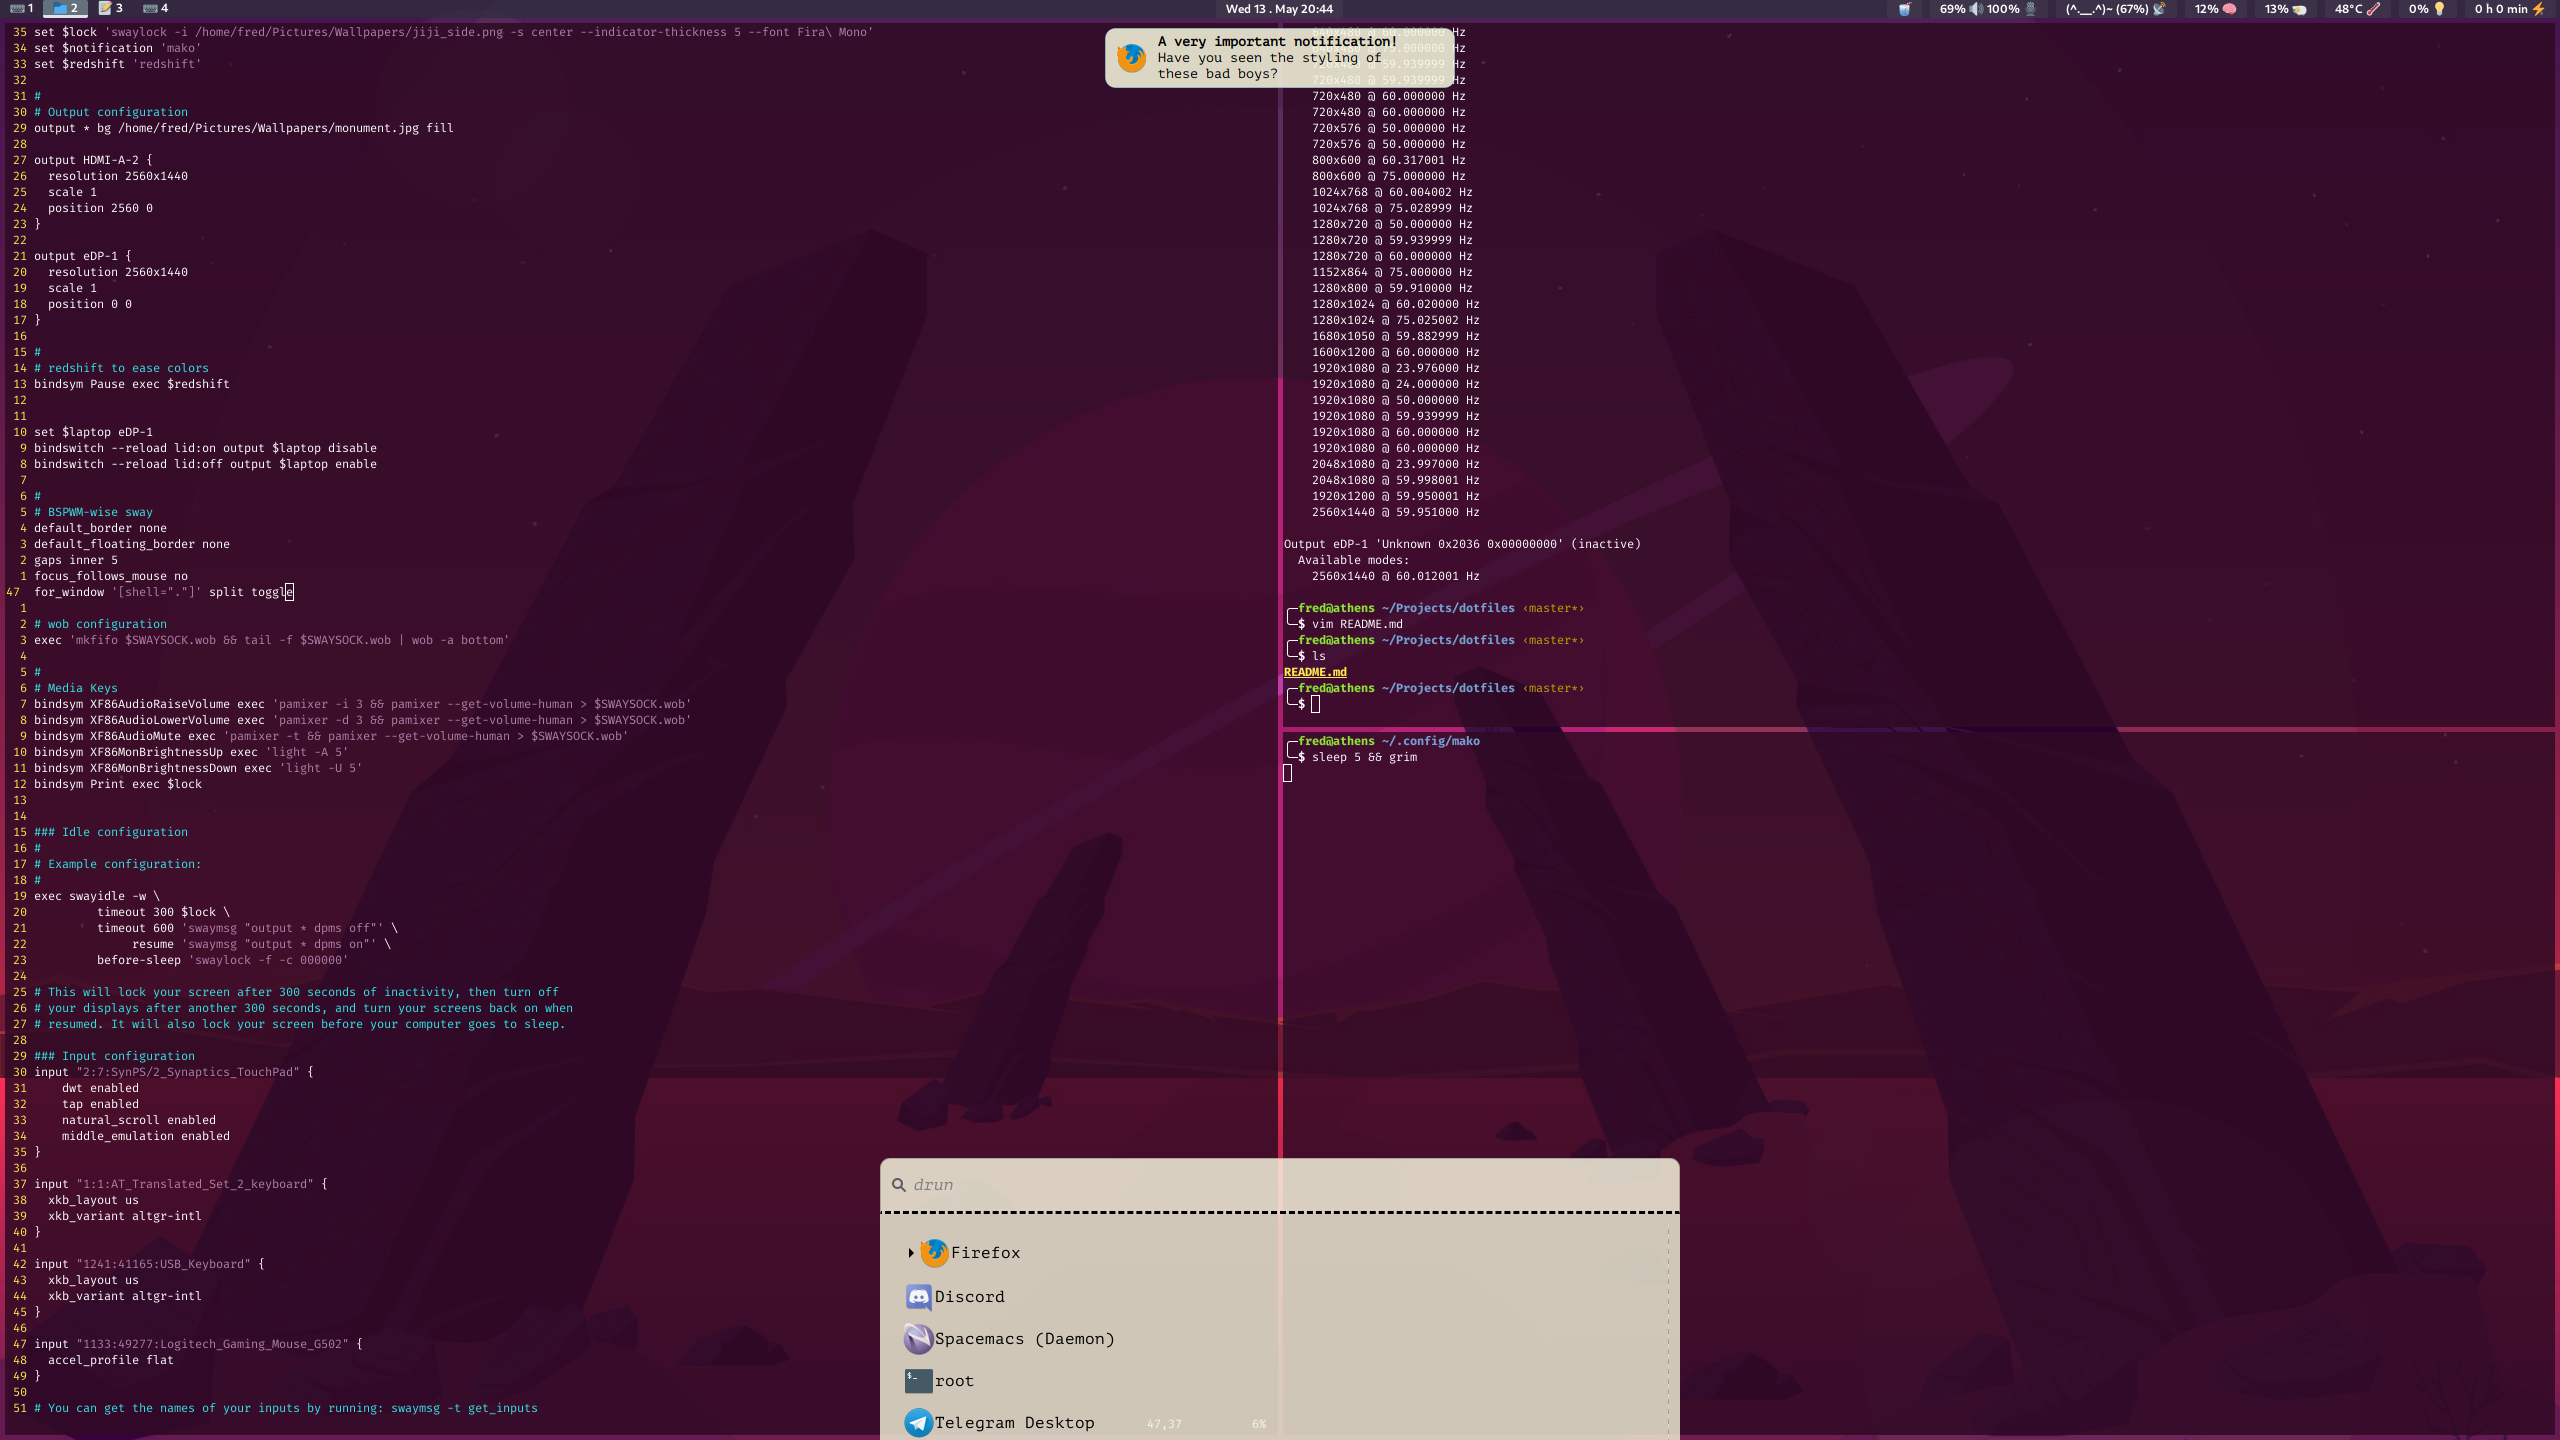 1 2 3 4
Wed 13 . May 20:44
69% 100% (^.__.^)~ (67%) 12% 13% 48°C 0% 0 h 0 min
35 set $lock 'swaylock -i /home/fred/Pictures/Wallpapers/jiji_side.png -s center --indicator-thickness 5 --font Fira\ Mono'
34 set $notification 'mako'
33 set $redshift 'redshift'
32
31 #
30 # Output configuration
29 output * bg /home/fred/Pictures/Wallpapers/monument.jpg fill
28
27 output HDMI-A-2 {
26   resolution 2560x1440
25   scale 1
24   position 2560 0
23 }
22
21 output eDP-1 {
20   resolution 2560x1440
19   scale 1
18   position 0 0
17 }
16
15 #
14 # redshift to ease colors
13 bindsym Pause exec $redshift
12
11
10 set $laptop eDP-1
9 bindswitch --reload lid:on output $laptop disable
8 bindswitch --reload lid:off output $laptop enable
7
6 #
5 # BSPWM-wise sway
4 default_border none
3 default_floating_border none
2 gaps inner 5
1 focus_follows_mouse no
47 for_window '[shell="."]' split toggle
1
2 # wob configuration
3 exec 'mkfifo $SWAYSOCK.wob && tail -f $SWAYSOCK.wob | wob -a bottom'
4
5 #
6 # Media Keys
7 bindsym XF86AudioRaiseVolume exec 'pamixer -i 3 && pamixer --get-volume-human > $SWAYSOCK.wob'
8 bindsym XF86AudioLowerVolume exec 'pamixer -d 3 && pamixer --get-volume-human > $SWAYSOCK.wob'
9 bindsym XF86AudioMute exec 'pamixer -t && pamixer --get-volume-human > $SWAYSOCK.wob'
10 bindsym XF86MonBrightnessUp exec 'light -A 5'
11 bindsym XF86MonBrightnessDown exec 'light -U 5'
12 bindsym Print exec $lock
13
14
15 ### Idle configuration
16 #
17 # Example configuration:
18 #
19 exec swayidle -w \
20          timeout 300 $lock \
21          timeout 600 'swaymsg "output * dpms off"' \
22               resume 'swaymsg "output * dpms on"' \
23          before-sleep 'swaylock -f -c 000000'
24
25 # This will lock your screen after 300 seconds of inactivity, then turn off
26 # your displays after another 300 seconds, and turn your screens back on when
27 # resumed. It will also lock your screen before your computer goes to sleep.
28
29 ### Input configuration
30 input "2:7:SynPS/2_Synaptics_TouchPad" {
31     dwt enabled
32     tap enabled
33     natural_scroll enabled
34     middle_emulation enabled
35 }
36
37 input "1:1:AT_Translated_Set_2_keyboard" {
38   xkb_layout us
39   xkb_variant altgr-intl
40 }
41
42 input "1241:41165:USB_Keyboard" {
43   xkb_layout us
44   xkb_variant altgr-intl
45 }
46
47 input "1133:49277:Logitech_Gaming_Mouse_G502" {
48   accel_profile flat
49 }
50
51 # You can get the names of your inputs by running: swaymsg -t get_inputs
47,37 6%
A very important notification!
Have you seen the styling of
these bad boys?
Hz
Hz
720x480 @ 59.939999 Hz
720x480 @ 59.939999 Hz
720x480 @ 60.000000 Hz
720x480 @ 60.000000 Hz
720x576 @ 50.000000 Hz
720x576 @ 50.000000 Hz
800x600 @ 60.317001 Hz
800x600 @ 75.000000 Hz
1024x768 @ 60.004002 Hz
1024x768 @ 75.028999 Hz
1280x720 @ 50.000000 Hz
1280x720 @ 59.939999 Hz
1280x720 @ 60.000000 Hz
1152x864 @ 75.000000 Hz
1280x800 @ 59.910000 Hz
1280x1024 @ 60.020000 Hz
1280x1024 @ 75.025002 Hz
1680x1050 @ 59.882999 Hz
1600x1200 @ 60.000000 Hz
1920x1080 @ 23.976000 Hz
1920x1080 @ 24.000000 Hz
1920x1080 @ 50.000000 Hz
1920x1080 @ 59.939999 Hz
1920x1080 @ 60.000000 Hz
1920x1080 @ 60.000000 Hz
2048x1080 @ 23.997000 Hz
2048x1080 @ 59.998001 Hz
1920x1200 @ 59.950001 Hz
2560x1440 @ 59.951000 Hz
Output eDP-1 'Unknown 0x2036 0x00000000' (inactive)
Available modes:
2560x1440 @ 60.012001 Hz
fred@athens ~/Projects/dotfiles ‹master*›
$ vim README.md
fred@athens ~/Projects/dotfiles ‹master*›
$ ls
README.md
fred@athens ~/Projects/dotfiles ‹master*›
$
fred@athens ~/.config/mako
$ sleep 5 && grim
drun
Firefox
Discord
Spacemacs (Daemon)
root
Telegram Desktop